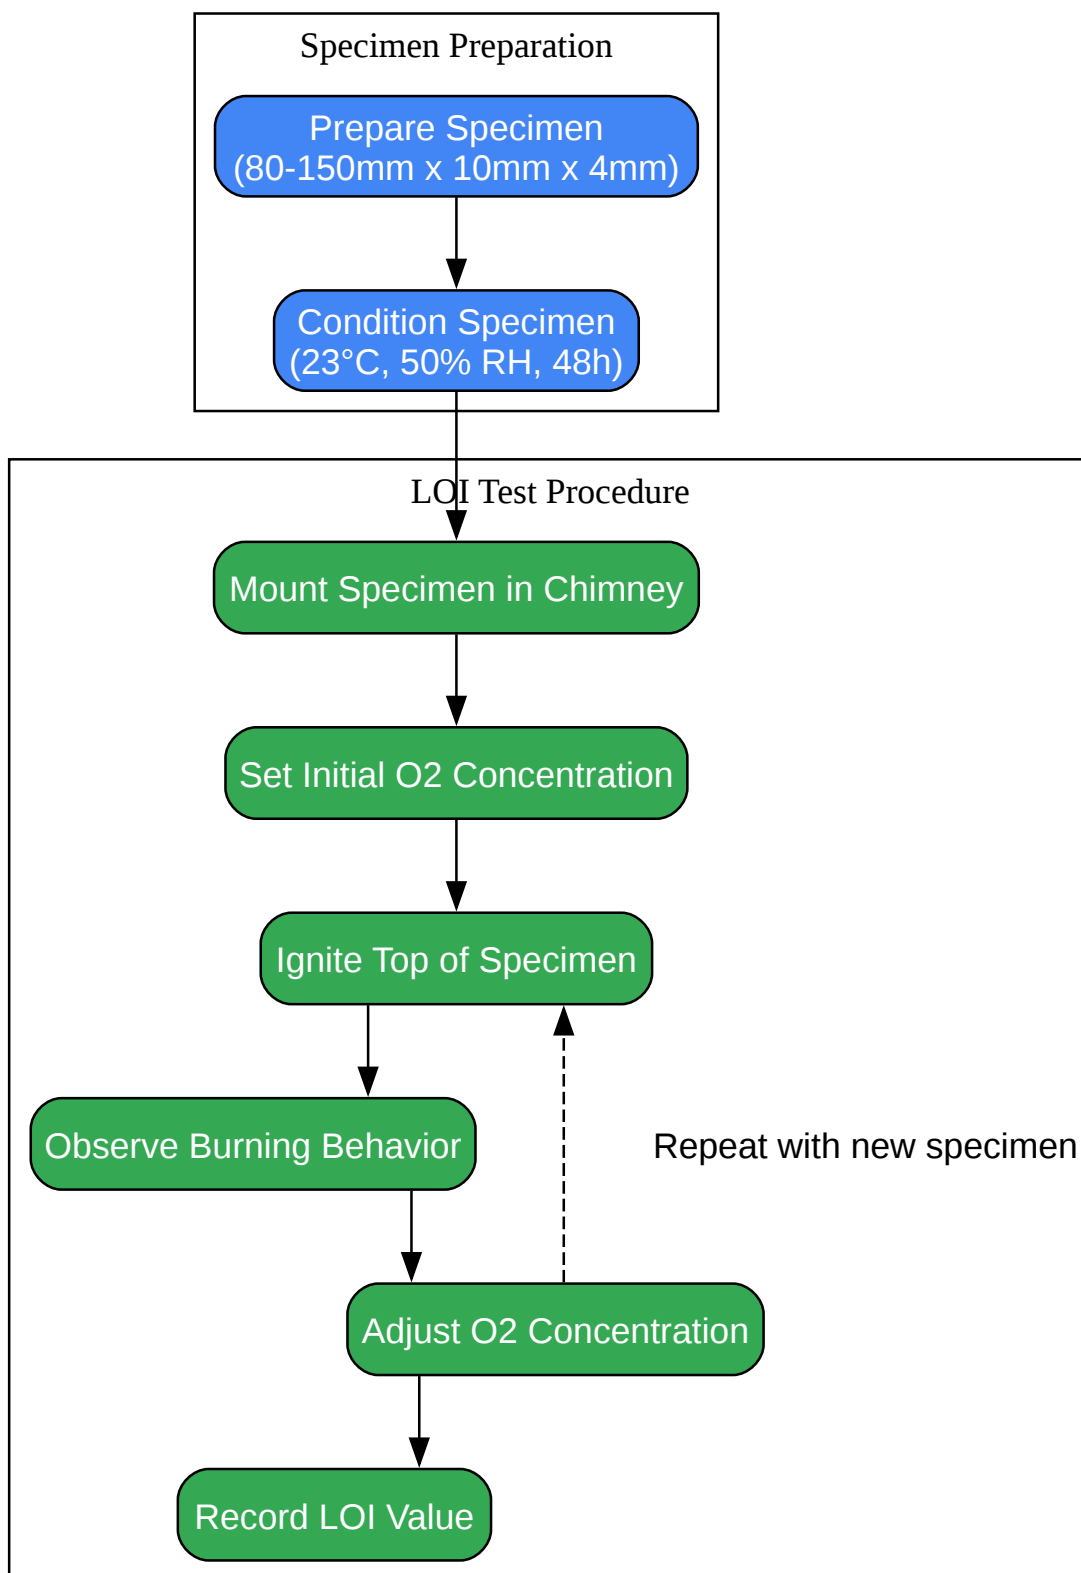 Specimen Preparation
Prepare Specimen
(80-150mm x 10mm x 4mm)
Condition Specimen
(23°C, 50% RH, 48h)
LOI Test Procedure
Mount Specimen in Chimney
Set Initial O2 Concentration
Ignite Top of Specimen
Observe Burning Behavior
Repeat with new specimen
Adjust O2 Concentration
Record LOI Value